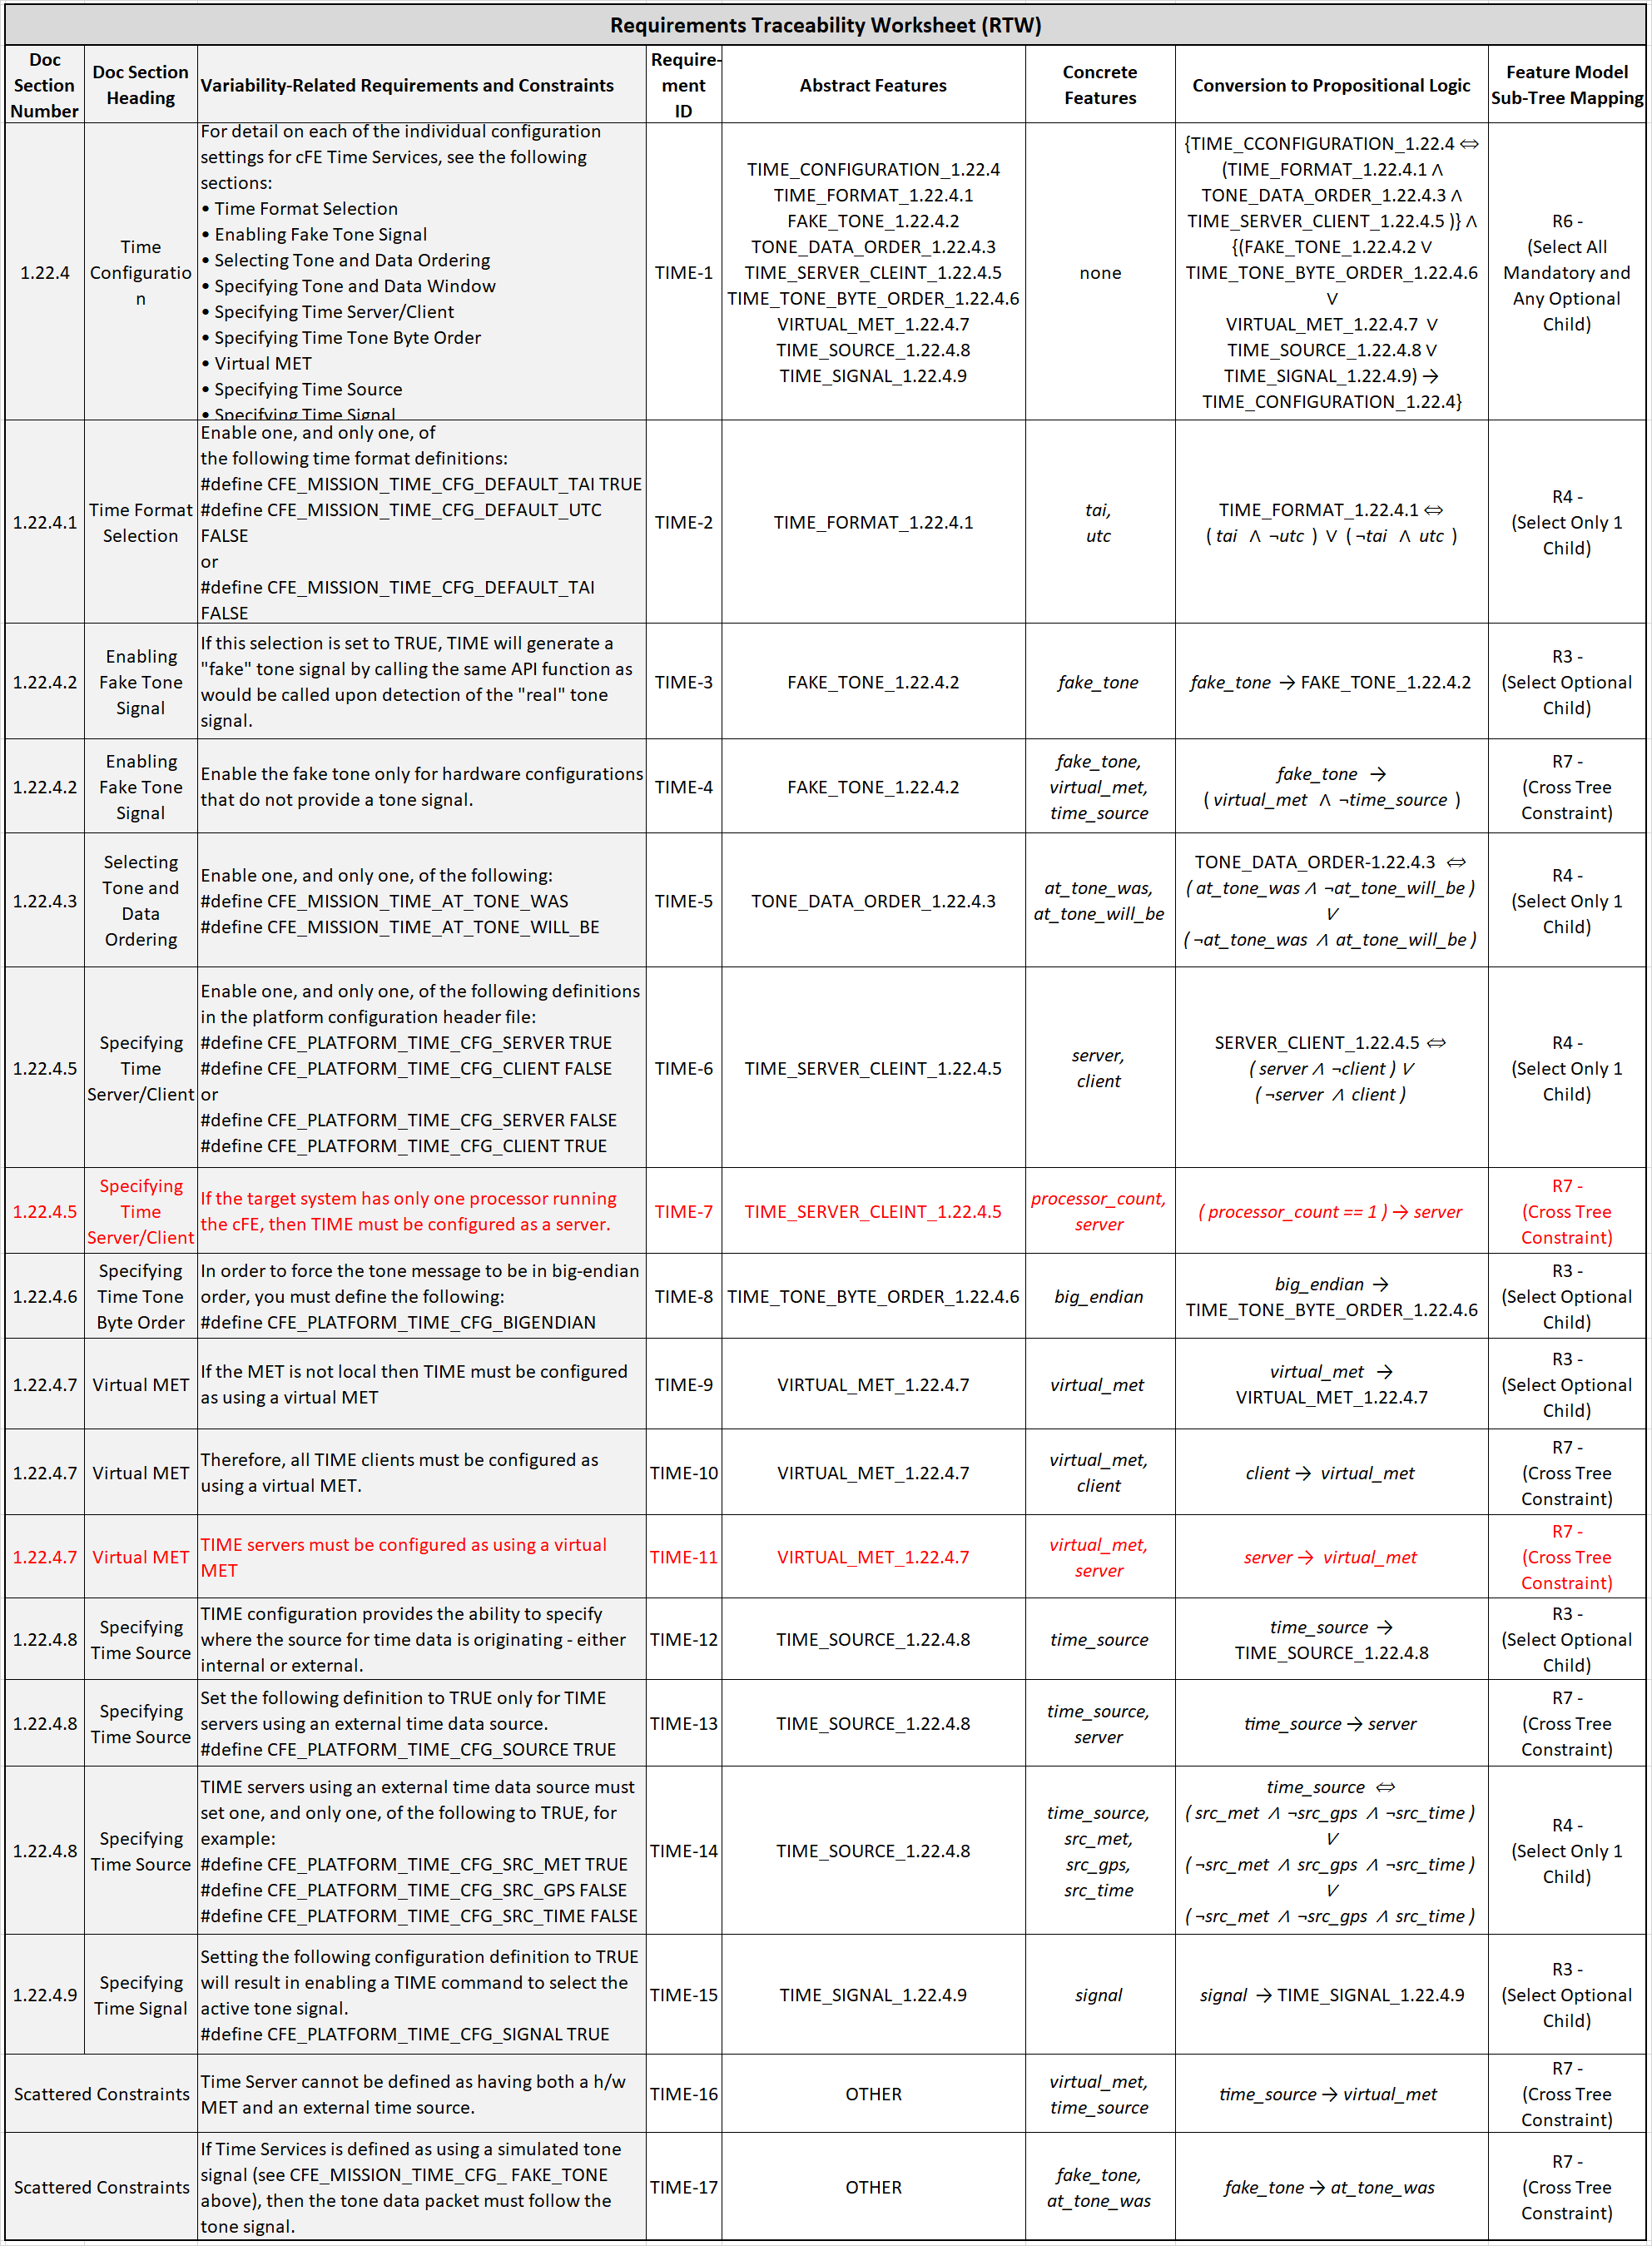 Requirements Traceability Worksheet (RTW)
Doc
Section
Number
Doc Section
Heading
Variability-Related Requirements and Constraints
Require-
ment
ID
Abstract Features
Concrete
Features
Conversion to Propositional Logic
Feature Model
Sub-Tree Mapping
1.22.4
Time
Configuratio
n
For detail on each of the individual configuration
settings for cFE Time Services, see the following
sections:
• Time Format Selection
• Enabling Fake Tone Signal
• Selecting Tone and Data Ordering
• Specifying Tone and Data Window
• Specifying Time Server/Client
• Specifying Time Tone Byte Order
• Virtual MET
• Specifying Time Source
• Specifying Time Signal
TIME-1
TIME_CONFIGURATION_1.22.4
TIME_FORMAT_1.22.4.1
FAKE_TONE_1.22.4.2
TONE_DATA_ORDER_1.22.4.3
TIME_SERVER_CLEINT_1.22.4.5
TIME_TONE_BYTE_ORDER_1.22.4.6
VIRTUAL_MET_1.22.4.7
TIME_SOURCE_1.22.4.8
TIME_SIGNAL_1.22.4.9
none
{TIME_CCONFIGURATION_1.22.4 ⇔
(TIME_FORMAT_1.22.4.1 ∧
TONE_DATA_ORDER_1.22.4.3 ∧
TIME_SERVER_CLIENT_1.22.4.5 )} ∧
{(FAKE_TONE_1.22.4.2 ∨
TIME_TONE_BYTE_ORDER_1.22.4.6
∨
VIRTUAL_MET_1.22.4.7 ∨
TIME_SOURCE_1.22.4.8 ∨
TIME_SIGNAL_1.22.4.9) →
TIME_CONFIGURATION_1.22.4}
R6 -
(Select All
Mandatory and
Any Optional
Child)
1.22.4.1
Time Format
Selection
Enable one, and only one, of
the following time format definitions:
#define CFE_MISSION_TIME_CFG_DEFAULT_TAI TRUE
#define CFE_MISSION_TIME_CFG_DEFAULT_UTC
FALSE
or
#define CFE_MISSION_TIME_CFG_DEFAULT_TAI
FALSE
TIME-2
TIME_FORMAT_1.22.4.1
tai,
utc
TIME_FORMAT_1.22.4.1 ⇔
( tai ∧ ¬utc ) ∨ ( ¬tai ∧ utc )
R4 -
(Select Only 1
Child)
1.22.4.2
Enabling
Fake Tone
Signal
If this selection is set to TRUE, TIME will generate a
"fake" tone signal by calling the same API function as
would be called upon detection of the "real" tone
signal.
TIME-3
FAKE_TONE_1.22.4.2
fake_tone
fake_tone → FAKE_TONE_1.22.4.2
R3 -
(Select Optional
Child)
1.22.4.2
Enabling
Fake Tone
Signal
Enable the fake tone only for hardware configurations
that do not provide a tone signal.
TIME-4
FAKE_TONE_1.22.4.2
fake_tone,
virtual_met,
time_source
fake_tone →
( virtual_met ∧ ¬time_source )
R7 -
(Cross Tree
Constraint)
1.22.4.3
Selecting
Tone and
Data
Ordering
Enable one, and only one, of the following:
#define CFE_MISSION_TIME_AT_TONE_WAS
#define CFE_MISSION_TIME_AT_TONE_WILL_BE
TIME-5
TONE_DATA_ORDER_1.22.4.3
at_tone_was,
at_tone_will_be
TONE_DATA_ORDER-1.22.4.3 ⇔
( at_tone_was ∧ ¬at_tone_will_be )
∨
( ¬at_tone_was ∧ at_tone_will_be )
R4 -
(Select Only 1
Child)
1.22.4.5
Specifying
Time
Server/Client
Enable one, and only one, of the following definitions
in the platform configuration header file:
#define CFE_PLATFORM_TIME_CFG_SERVER TRUE
#define CFE_PLATFORM_TIME_CFG_CLIENT FALSE
or
#define CFE_PLATFORM_TIME_CFG_SERVER FALSE
#define CFE_PLATFORM_TIME_CFG_CLIENT TRUE
TIME-6
TIME_SERVER_CLEINT_1.22.4.5
server,
client
SERVER_CLIENT_1.22.4.5 ⇔
( server ∧ ¬client ) ∨
( ¬server ∧ client )
R4 -
(Select Only 1
Child)
1.22.4.5
Specifying
Time
Server/Client
If the target system has only one processor running
the cFE, then TIME must be configured as a server.
TIME-7
TIME_SERVER_CLEINT_1.22.4.5
processor_count,
server
( processor_count == 1 ) → server
R7 -
(Cross Tree
Constraint)
1.22.4.6
Specifying
Time Tone
Byte Order
In order to force the tone message to be in big-endian
order, you must define the following:
#define CFE_PLATFORM_TIME_CFG_BIGENDIAN
TIME-8
TIME_TONE_BYTE_ORDER_1.22.4.6
big_endian
big_endian →
TIME_TONE_BYTE_ORDER_1.22.4.6
R3 -
(Select Optional
Child)
1.22.4.7
Virtual MET
If the MET is not local then TIME must be configured
as using a virtual MET
TIME-9
VIRTUAL_MET_1.22.4.7
virtual_met
virtual_met →
VIRTUAL_MET_1.22.4.7
R3 -
(Select Optional
Child)
1.22.4.7
Virtual MET
Therefore, all TIME clients must be configured as
using a virtual MET.
TIME-10
VIRTUAL_MET_1.22.4.7
virtual_met,
client
client → virtual_met
R7 -
(Cross Tree
Constraint)
1.22.4.7
Virtual MET
TIME servers must be configured as using a virtual
MET
TIME-11
VIRTUAL_MET_1.22.4.7
virtual_met,
server
server → virtual_met
R7 -
(Cross Tree
Constraint)
1.22.4.8
Specifying
Time Source
TIME configuration provides the ability to specify
where the source for time data is originating - either
internal or external.
TIME-12
TIME_SOURCE_1.22.4.8
time_source
time_source →
TIME_SOURCE_1.22.4.8
R3 -
(Select Optional
Child)
1.22.4.8
Specifying
Time Source
Set the following definition to TRUE only for TIME
servers using an external time data source.
#define CFE_PLATFORM_TIME_CFG_SOURCE TRUE
TIME-13
TIME_SOURCE_1.22.4.8
time_source,
server
time_source → server
R7 -
(Cross Tree
Constraint)
1.22.4.8
Specifying
Time Source
TIME servers using an external time data source must
set one, and only one, of the following to TRUE, for
example:
#define CFE_PLATFORM_TIME_CFG_SRC_MET TRUE
#define CFE_PLATFORM_TIME_CFG_SRC_GPS FALSE
#define CFE_PLATFORM_TIME_CFG_SRC_TIME FALSE
TIME-14
TIME_SOURCE_1.22.4.8
time_source,
src_met,
src_gps,
src_time
time_source ⇔
( src_met ∧ ¬src_gps ∧ ¬src_time )
∨
( ¬src_met ∧ src_gps ∧ ¬src_time )
∨
( ¬src_met ∧ ¬src_gps ∧ src_time )
R4 -
(Select Only 1
Child)
1.22.4.9
Specifying
Time Signal
Setting the following configuration definition to TRUE
will result in enabling a TIME command to select the
active tone signal.
#define CFE_PLATFORM_TIME_CFG_SIGNAL TRUE
TIME-15
TIME_SIGNAL_1.22.4.9
signal
signal → TIME_SIGNAL_1.22.4.9
R3 -
(Select Optional
Child)
Scattered Constraints
Time Server cannot be defined as having both a h/w
MET and an external time source.
TIME-16
OTHER
virtual_met,
time_source
time_source → virtual_met
R7 -
(Cross Tree
Constraint)
Scattered Constraints
If Time Services is defined as using a simulated tone
signal (see CFE_MISSION_TIME_CFG_ FAKE_TONE
above), then the tone data packet must follow the
tone signal.
TIME-17
OTHER
fake_tone,
at_tone_was
fake_tone → at_tone_was
R7 -
(Cross Tree
Constraint)